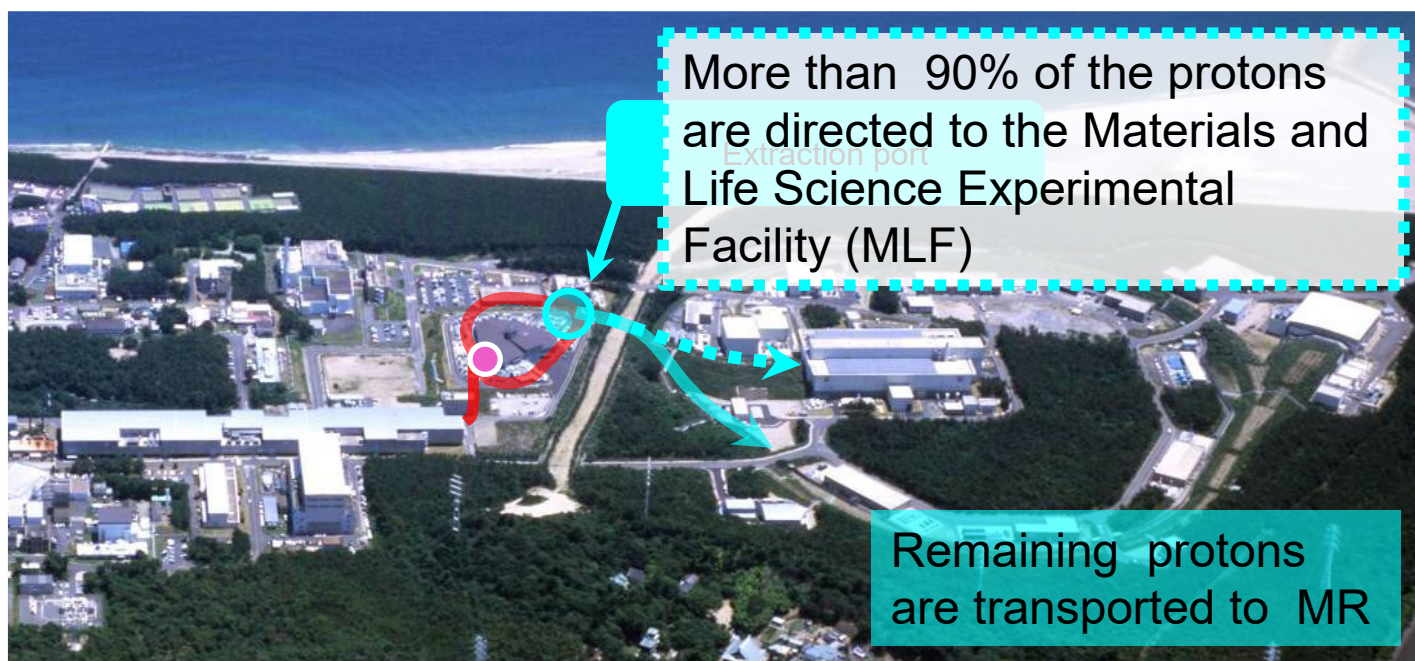 More than 90% of the protons
are directed to the Materials and
Extraction port
Life Science Experimental
Facility (MLF)
Remaining protons
are transported to MR